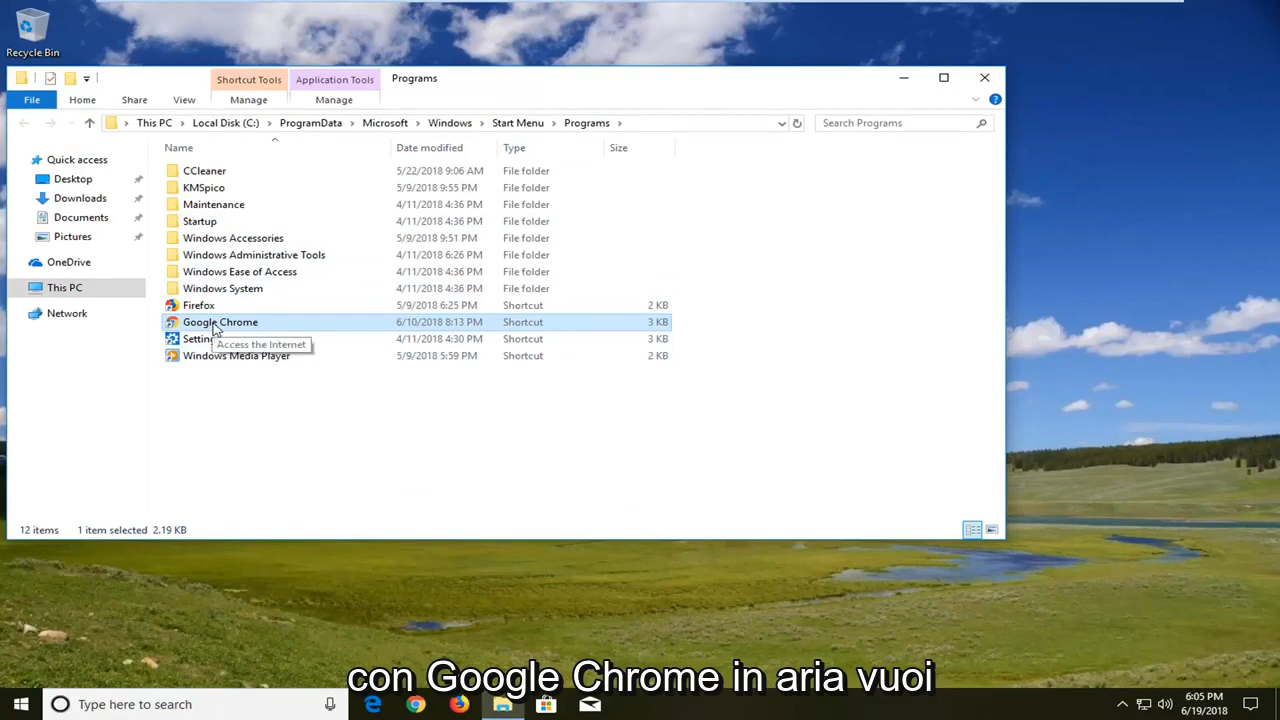 Recycle Bin
Shortcut Tools Application Tools Programs
File Home Share View Manage Manage
This PC Local Disk (C:) ProgramData Microsoft Windows Start Menu Programs Search Programs
Name Date modified Type Size
Quick access
Desktop
Downloads
Documents
Pictures
OneDrive
This PC
Network
CCleaner 5/22/2018 9:06 AM File folder
KMSpico 5/9/2018 9:55 PM File folder
Maintenance 4/11/2018 4:36 PM File folder
Startup 4/11/2018 4:36 PM File folder
Windows Accessories 5/9/2018 9:51 PM File folder
Windows Administrative Tools 4/11/2018 6:26 PM File folder
Windows Ease of Access 4/11/2018 4:36 PM File folder
Windows System 4/11/2018 4:36 PM File folder
Firefox 5/9/2018 6:25 PM Shortcut 2 KB
Google Chrome 6/10/2018 8:13 PM Shortcut 3 KB
4/11/2018 4:30 PM Shortcut 3 KB
Access the Internet
Windows Media Player 5/9/2018 5:59 PM Shortcut 2 KB
12 items 1 item selected 2.19 KB
con Google Chrome in aria vuoi
Type here to search
6:05 PM
6/19/2018